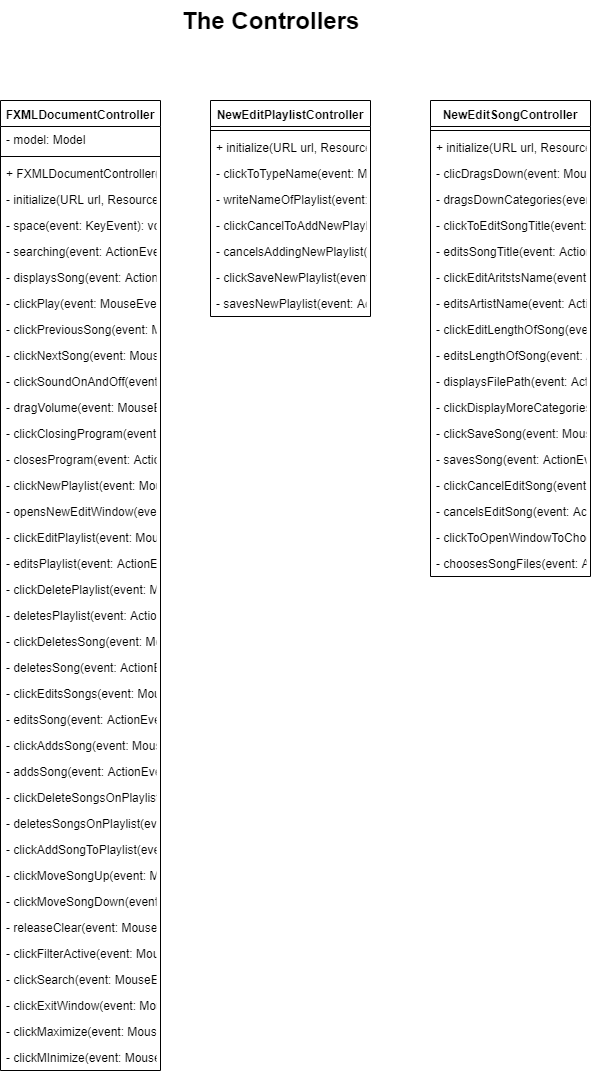 The Controllers
FXMLDocumentController
- model: Model
+ FXMLDocumentController(
- initialize(URL url, Resource
- space(event: KeyEvent): vo
- searching(event: ActionEve
- displaysSong(event: Action
- clickPlay(event: MouseEve
- clickPreviousSong(event: M
- clickNextSong(event: Mous
- clickSoundOnAndOff(event
- dragVolume(event: MouseE
- clickClosingProgram(event
- closesProgram(event: Actio
- clickNewPlaylist(event: Mou
- opensNewEditWindow(eve
- clickEditPlaylist(event: Mou
- editsPlaylist(event: ActionE
- clickDeletePlaylist(event: M
- deletesPlaylist(event: Actio
- clickDeletesSong(event: Mo
- deletesSong(event: ActionE
- clickEditsSongs(event: Mou
- editsSong(event: ActionEve
- clickAddsSong(event: Mous
- addsSong(event: ActionEve
- clickDeleteSongsOnPlaylis
- deletesSongsOnPlaylist(ev
- clickAddSongToPlaylist(eve
- clickMoveSongUp(event: M
- clickMoveSongDown(event
- releaseClear(event: Mouse
- clickFilterActive(event: Mou
- clickSearch(event: MouseE
- clickExitWindow(event: Mo
- clickMaximize(event: Mous
- clickMInimize(event: Mouse
NewEditPlaylistController
+ initialize(URL url, Resourc
- clickToTypeName(event: M
- writeNameOfPlaylist(event:
- clickCancelToAddNewPlayl
- cancelsAddingNewPlaylist(
- clickSaveNewPlaylist(even
- savesNewPlaylist(event: Ac
NewEditSongController
+ initialize(URL url, Resourc
- clicDragsDown(event: Mou
- dragsDownCategories(eve
- clickToEditSongTitle(event:
- editsSongTitle(event: Actio
- clickEditAritstsName(event
- editsArtistName(event: Acti
- clickEditLengthOfSong(eve
- editsLengthOfSong(event:
- displaysFilePath(event: Act
- clickDisplayMoreCategorie
- clickSaveSong(event: Mous
- savesSong(event: ActionEv
- clickCancelEditSong(event
- cancelsEditSong(event: Ac
- clickToOpenWindowToCho
- choosesSongFiles(event: A